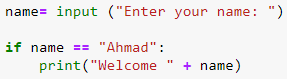 name= input ("Enter your name: ")
if name == "Ahmad":
    print("Welcome " + name)